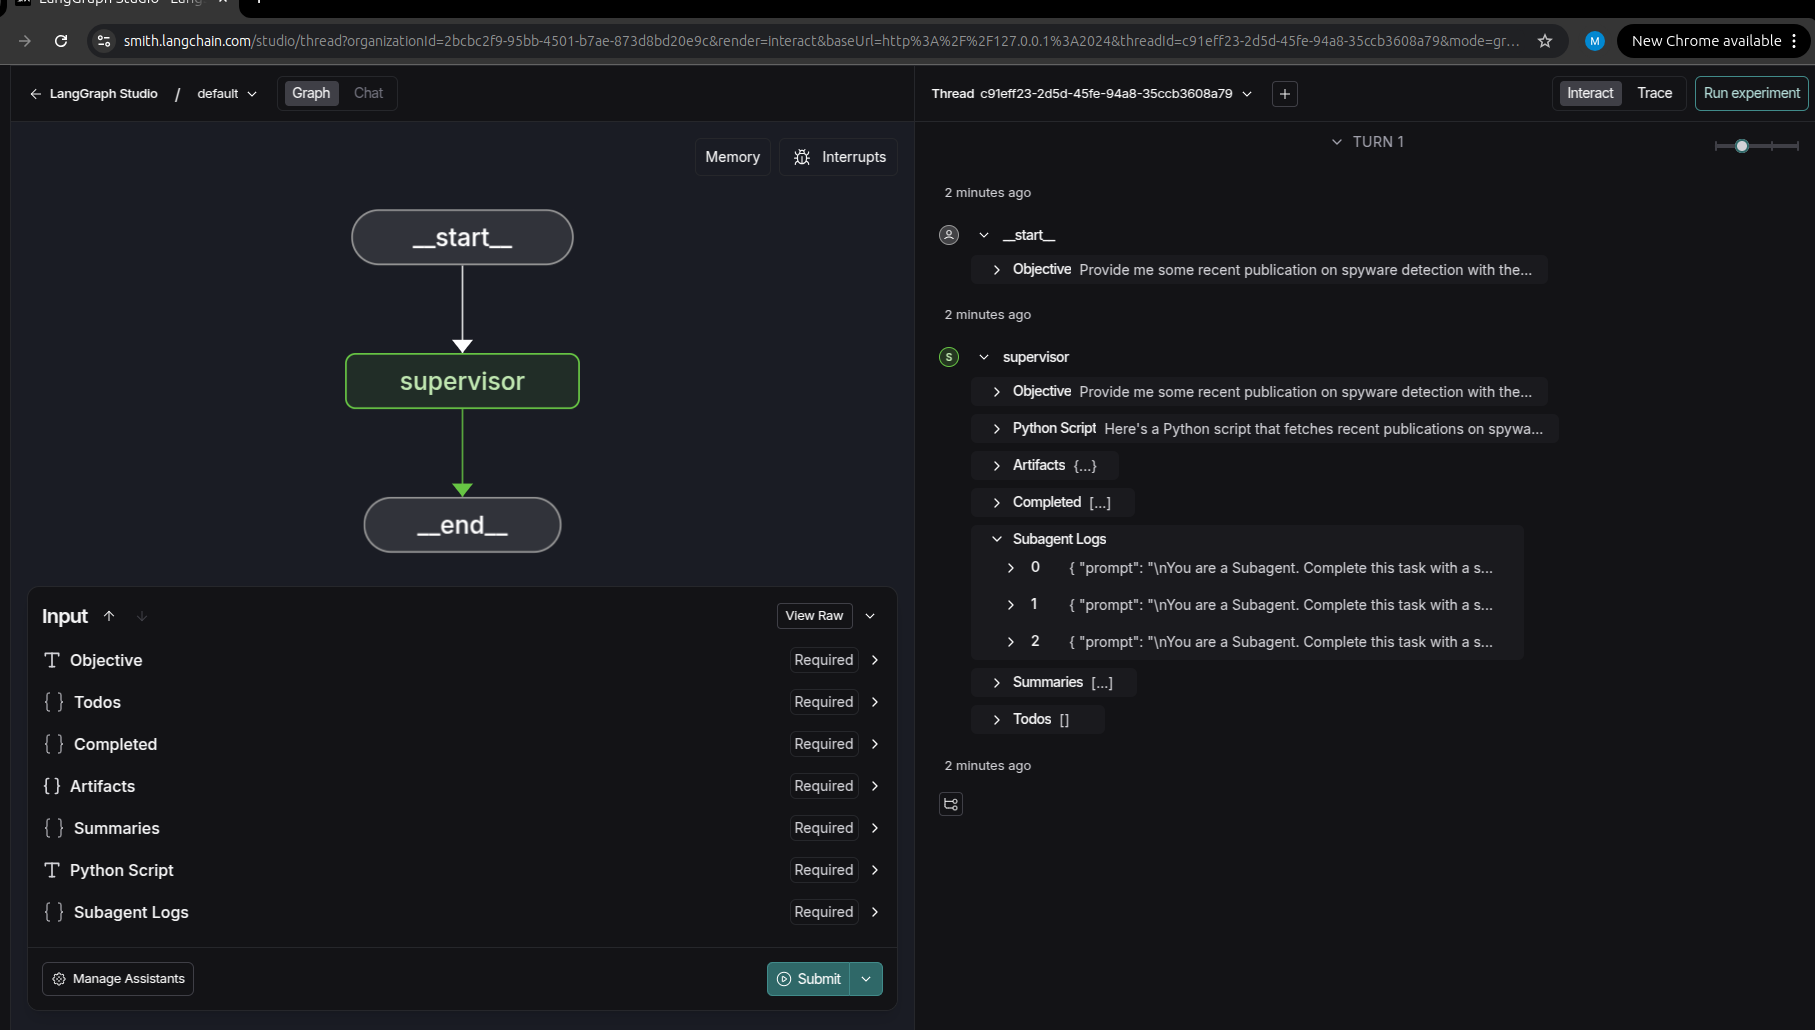 LangGraph Studio
smith.langchain.com/studio/thread?organizationId=2bcbc2f9-95bb-4501-b7ae-873d8bd20e9c&render=interact&baseUrl=http%3A%2F%2F127.0.0.1%3A2024&threadId=c91eff23-2d5d-45fe-94a8-35ccb3608a79&mode=gr...
M
New Chrome available
LangGraph Studio / default
Graph
Chat
Memory
Interrupts
__start__
supervisor
__end__
Input
View Raw
Objective Required
{ } Todos Required
{ } Completed Required
{ } Artifacts Required
{ } Summaries Required
Python Script Required
{ } Subagent Logs Required
Manage Assistants
Submit
Thread c91eff23-2d5d-45fe-94a8-35ccb3608a79
+
Interact
Trace
Run experiment
TURN 1
2 minutes ago
__start__
Objective Provide me some recent publication on spyware detection with the...
2 minutes ago
S supervisor
Objective Provide me some recent publication on spyware detection with the...
Python Script Here's a Python script that fetches recent publications on spywa...
Artifacts {...}
Completed [...]
Subagent Logs
0 { "prompt": "\nYou are a Subagent. Complete this task with a s...
1 { "prompt": "\nYou are a Subagent. Complete this task with a s...
2 { "prompt": "\nYou are a Subagent. Complete this task with a s...
Summaries [...]
Todos []
2 minutes ago